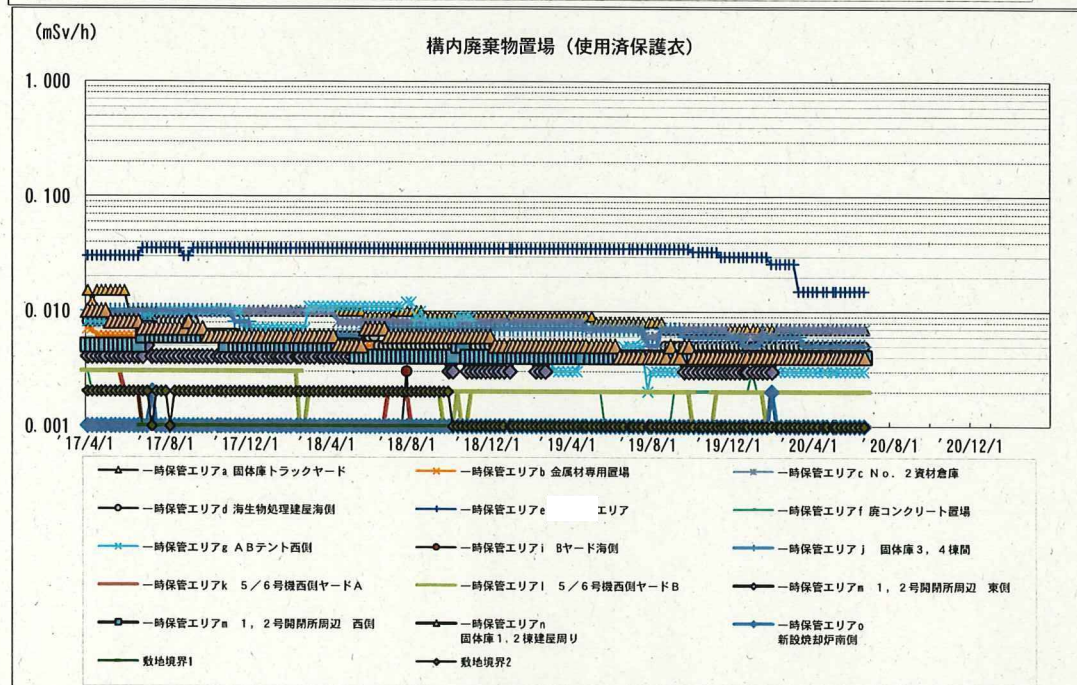 (mSv/h)
構内廃棄物置場（使用済保護衣）
1.000
0.100
0.010
0.001
'17/4/1 '17/8/1 '17/12/1 '18/4/1 '18/8/1 '18/12/1 '19/4/1 '19/8/1 '19/12/1 '20/4/1 '20/8/1 '20/12/1
一時保管エリアa 固体庫トラックヤード 一時保管エリアb 金属材専用置場 一時保管エリアc No．2資材倉庫
一時保管エリアd 海生物処理建屋海側 一時保管エリアe エリア 一時保管エリアf 廃コンクリート置場
一時保管エリアg ABテント西側 一時保管エリアi Bヤード海側 一時保管エリアj 固体庫3，4棟間
一時保管エリアk 5／6号機西側ヤードA 一時保管エリアl 5／6号機西側ヤードB 一時保管エリアm 1，2号開閉所周辺 東側
一時保管エリアm 1，2号開閉所周辺 西側 一時保管エリアn 一時保管エリアo
固体庫1.2棟建屋周り 新設焼却炉南側
敷地境界1 敷地境界2